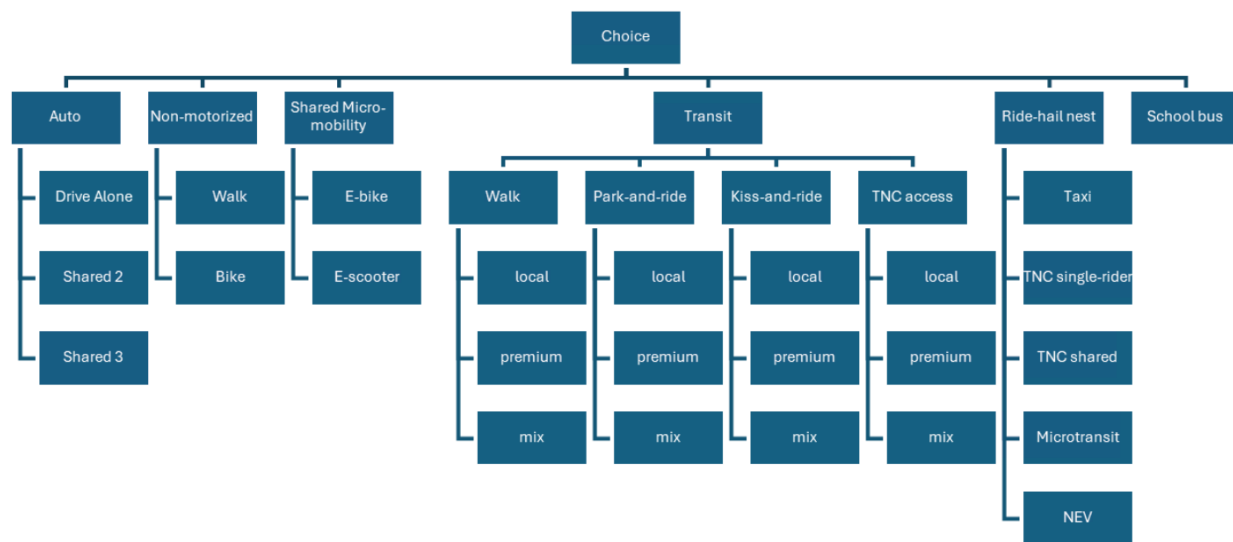 Choice
Auto
Non-motorized
Shared Micro-
mobility
Transit
Ride-hail nest
School bus
Drive Alone
Walk
E-bike
Walk
Park-and-ride
Kiss-and-ride
TNC access
Taxi
Shared 2
Bike
E-scooter
local
local
local
local
TNC single-rider
Shared 3
premium
premium
premium
premium
TNC shared
mix
mix
mix
mix
Microtransit
NEV